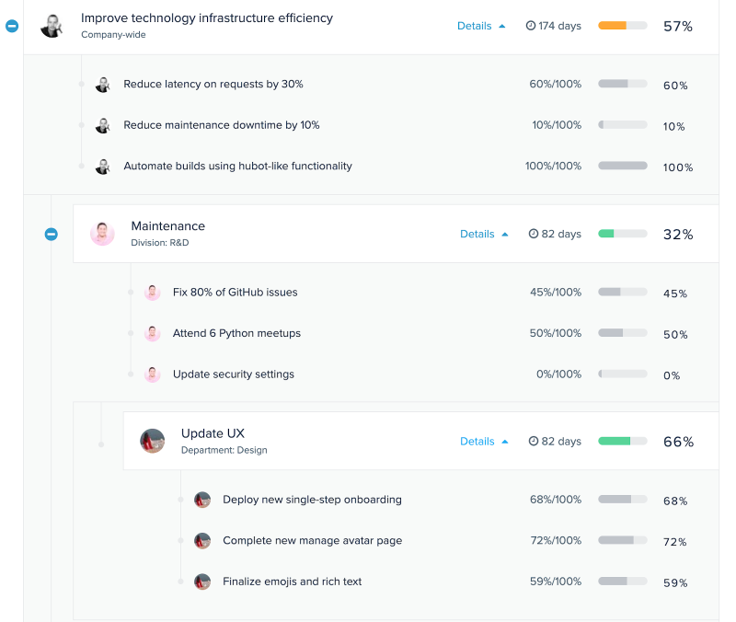 Improve technology infrastructure efficiency
Company-wide
Details 174 days 57%
Reduce latency on requests by 30% 60%/100% 60%
Reduce maintenance downtime by 10% 10%/100% 10%
Automate builds using hubot-like functionality 100%/100% 100%
Maintenance
Division: R&D
Details 82 days 32%
Fix 80% of GitHub issues 45%/100% 45%
Attend 6 Python meetups 50%/100% 50%
Update security settings 0%/100% 0%
Update UX
Department: Design
Details 82 days 66%
Deploy new single-step onboarding 68%/100% 68%
Complete new manage avatar page 72%/100% 72%
Finalize emojis and rich text 59%/100% 59%